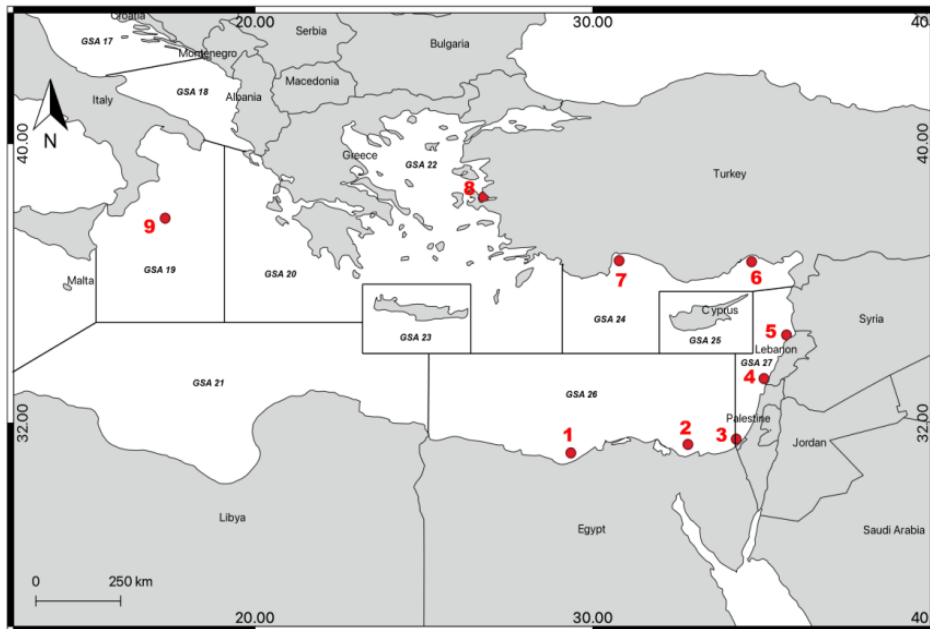 20.00
30.00
40
Croatia
GSA 17
Serbia
Montenegro
Bulgaria
Macedonia
GSA 18
Albania
Italy
N
40.00
40.00
Greece
GSA 22
Turkey
8
9
GSA 19
Malta
GSA 20
7
6
GSA 24
Cyprus
GSA 25
GSA 23
5
Syria
Lebanon
GSA 27
4
GSA 21
GSA 26
32.00
32.00
Palestine
1
2
3
Jordan
Libya
Egypt
Saudi Arabia
0
250 km
20.00
30.00
40